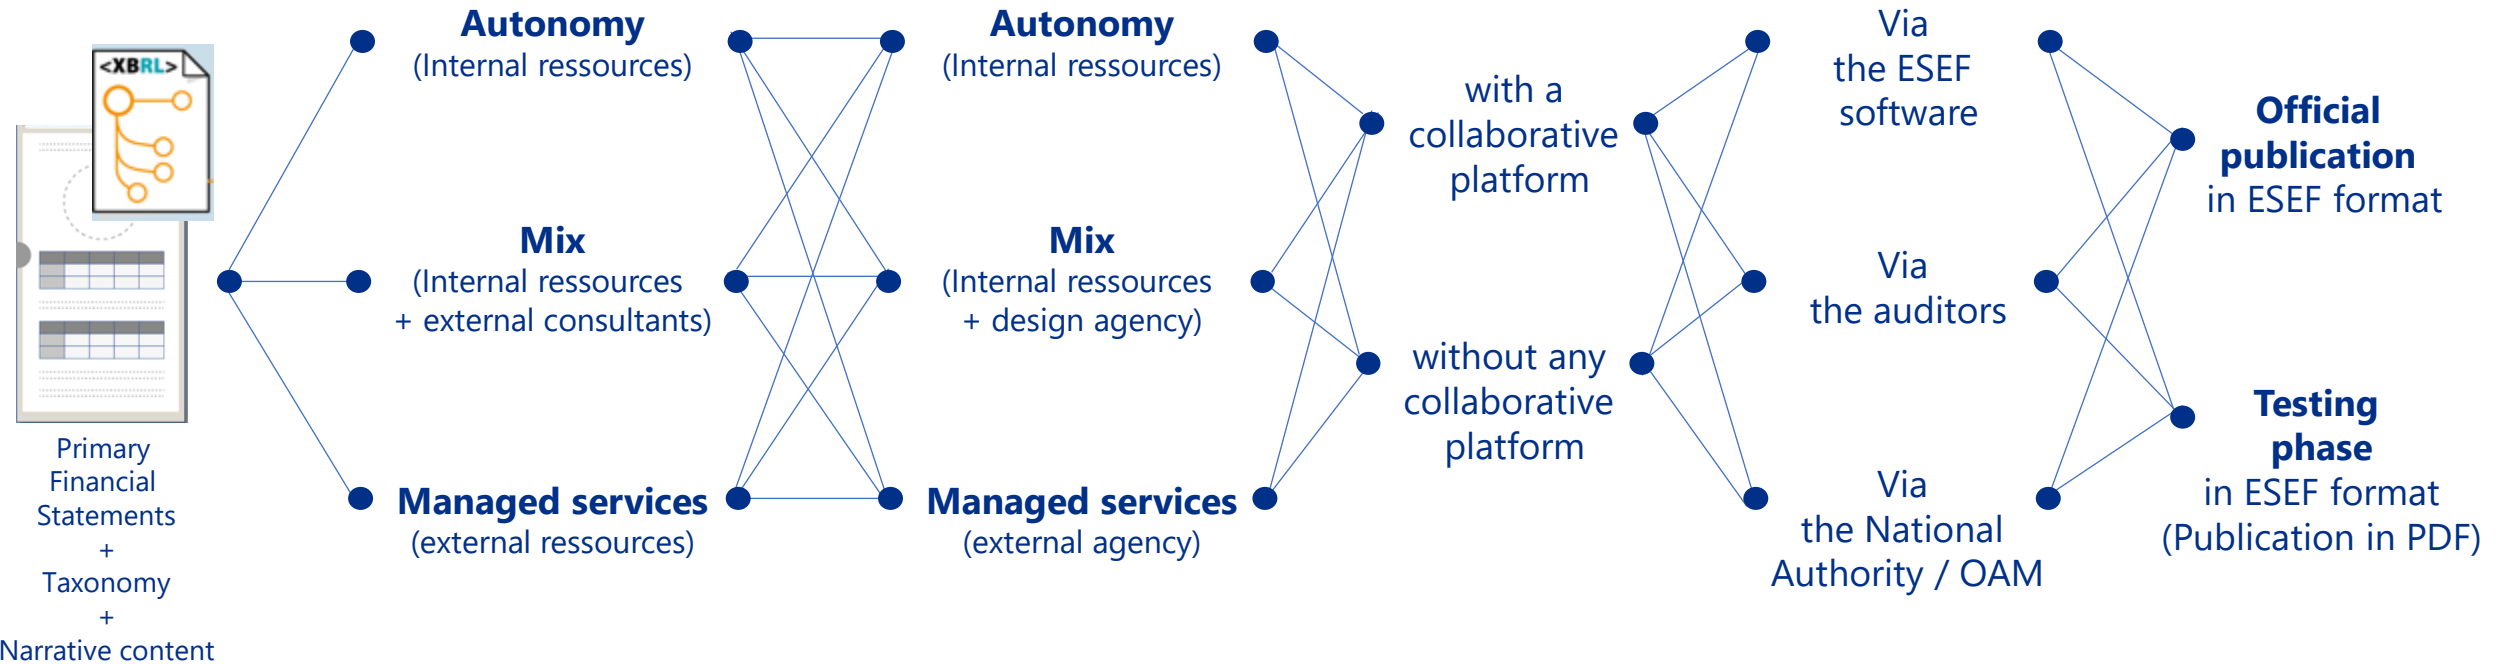 <XBRL>
Primary
Financial
Statements
+
Taxonomy
+
Narrative content
Autonomy
(Internal ressources)
Mix
(Internal ressources
+ external consultants)
Managed services
(external ressources)
Autonomy
(Internal ressources)
Mix
(Internal ressources
+ design agency)
Managed services
(external agency)
with a
collaborative
platform
without any
collaborative
platform
Via
the ESEF
software
Via
the auditors
Via
the National
Authority / OAM
Official
publication
in ESEF format
Testing
phase
in ESEF format
(Publication in PDF)